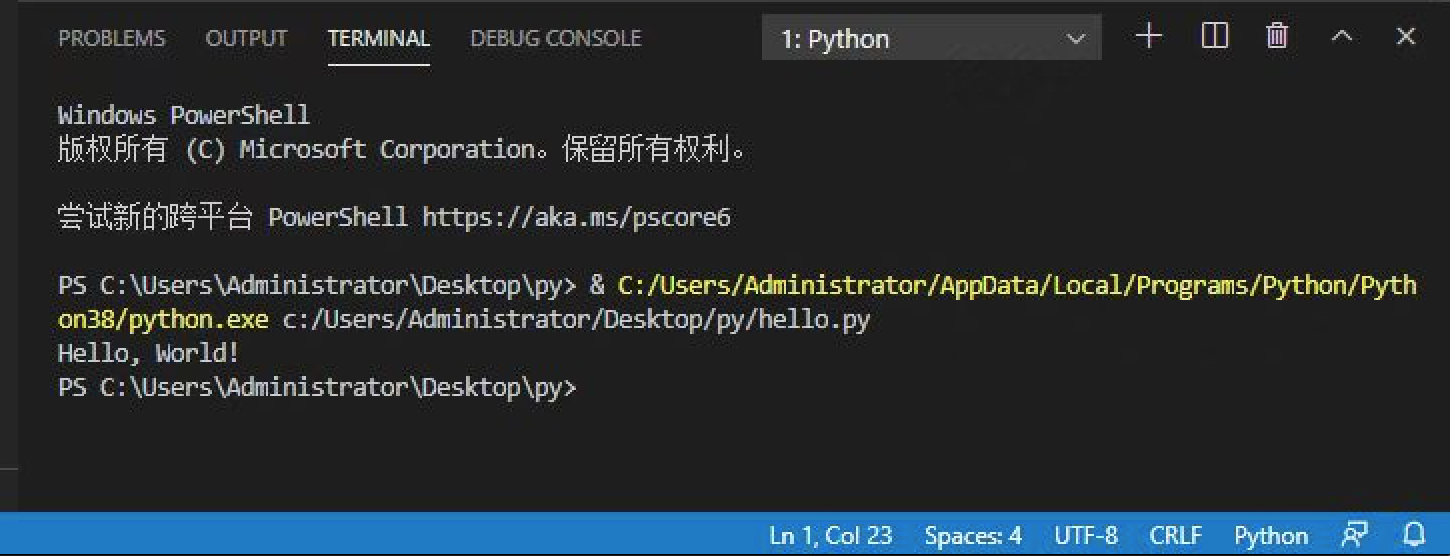 PROBLEMS OUTPUT TERMINAL DEBUG CONSOLE 1: Python
Windows PowerShell
版权所有 (C) Microsoft Corporation。保留所有权利。
尝试新的跨平台 PowerShell https://aka.ms/pscore6
PS C:\Users\Administrator\Desktop\py> & C:/Users/Administrator/AppData/Local/Programs/Python/Pyth
on38/python.exe c:/Users/Administrator/Desktop/py/hello.py
Hello, World!
PS C:\Users\Administrator\Desktop\py>
Ln 1, Col 23 Spaces: 4 UTF-8 CRLF Python